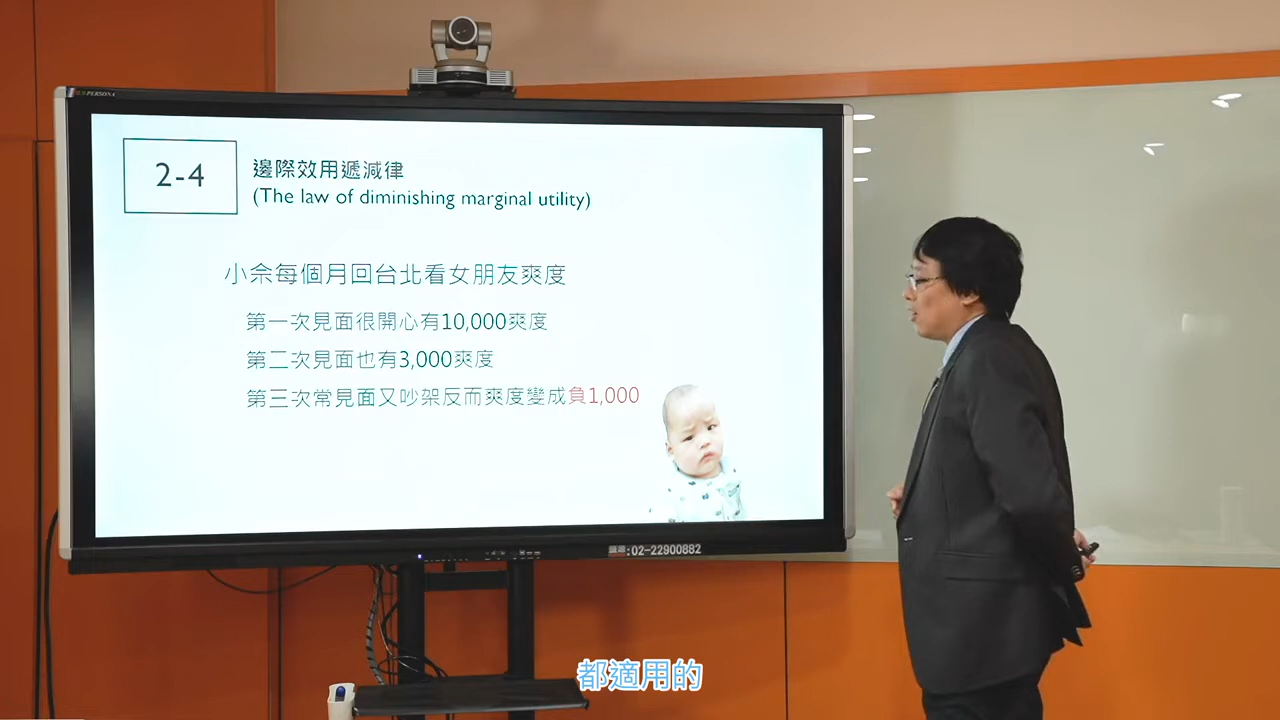 2-4
邊際效用遞減律
(The law of diminishing marginal utility)
小佘每個月回台北看女朋友爽度
第一次見面很開心有10,000爽度
第二次見面也有3,000爽度
第三次常見面又吵架反而爽度變成負1,000
:02-22900882
都適用的